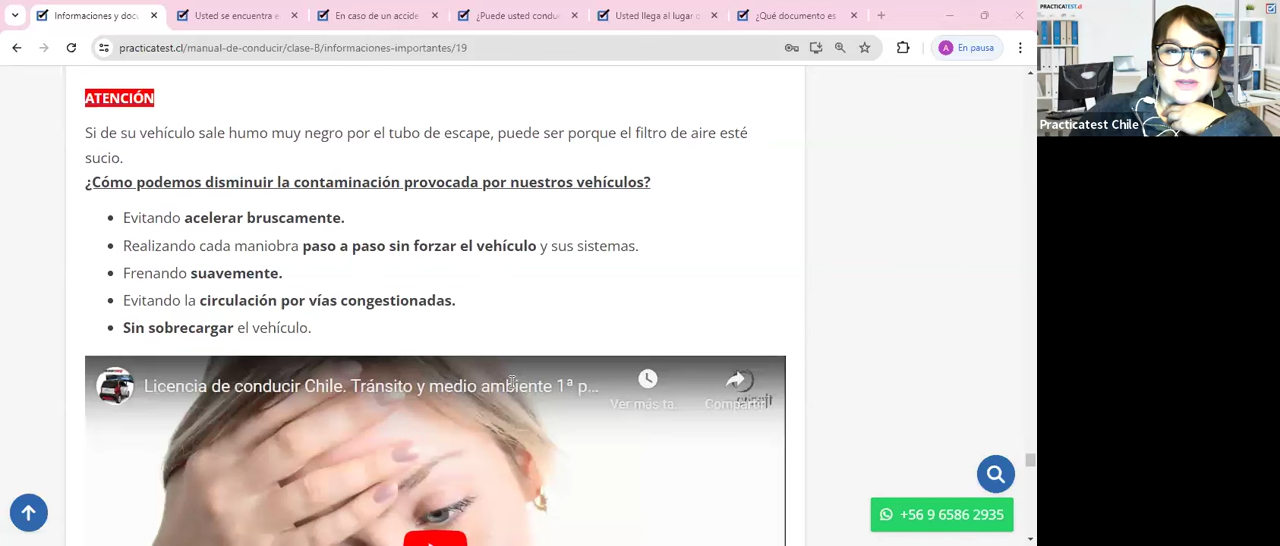 Informaciones y docu
Usted se encuentra e
En caso de un accide
¿Puede usted condu
Usted llega al lugar o
¿Qué documento es
practicatest.cl/manual-de-conducir/clase-B/informaciones-importantes/19
A En pausa
PRACTICATEST.cl
Practicatest Chile
ATENCIÓN
Si de su vehículo sale humo muy negro por el tubo de escape, puede ser porque el filtro de aire esté
sucio.
¿Cómo podemos disminuir la contaminación provocada por nuestros vehículos?
Evitando acelerar bruscamente.
Realizando cada maniobra paso a paso sin forzar el vehículo y sus sistemas.
Frenando suavemente.
Evitando la circulación por vías congestionadas.
Sin sobrecargar el vehículo.
Licencia de conducir Chile. Tránsito y medio ambiente 1ª p...
Ver más ta...
Compartir
+56 9 6586 2935